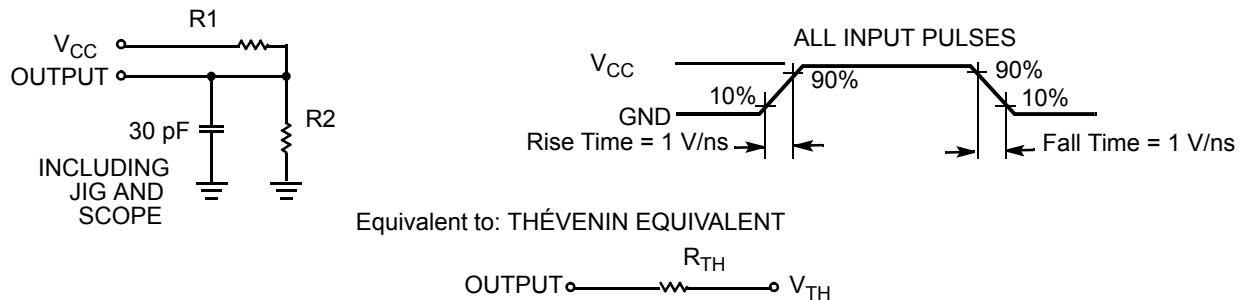 R1
VCC
OUTPUT
30 pF
R2
INCLUDING
JIG AND
SCOPE
ALL INPUT PULSES
VCC
90%
90%
10%
10%
GND
Rise Time = 1 V/ns
Fall Time = 1 V/ns
Equivalent to: THÉVENIN EQUIVALENT
RTH
OUTPUT
VTH